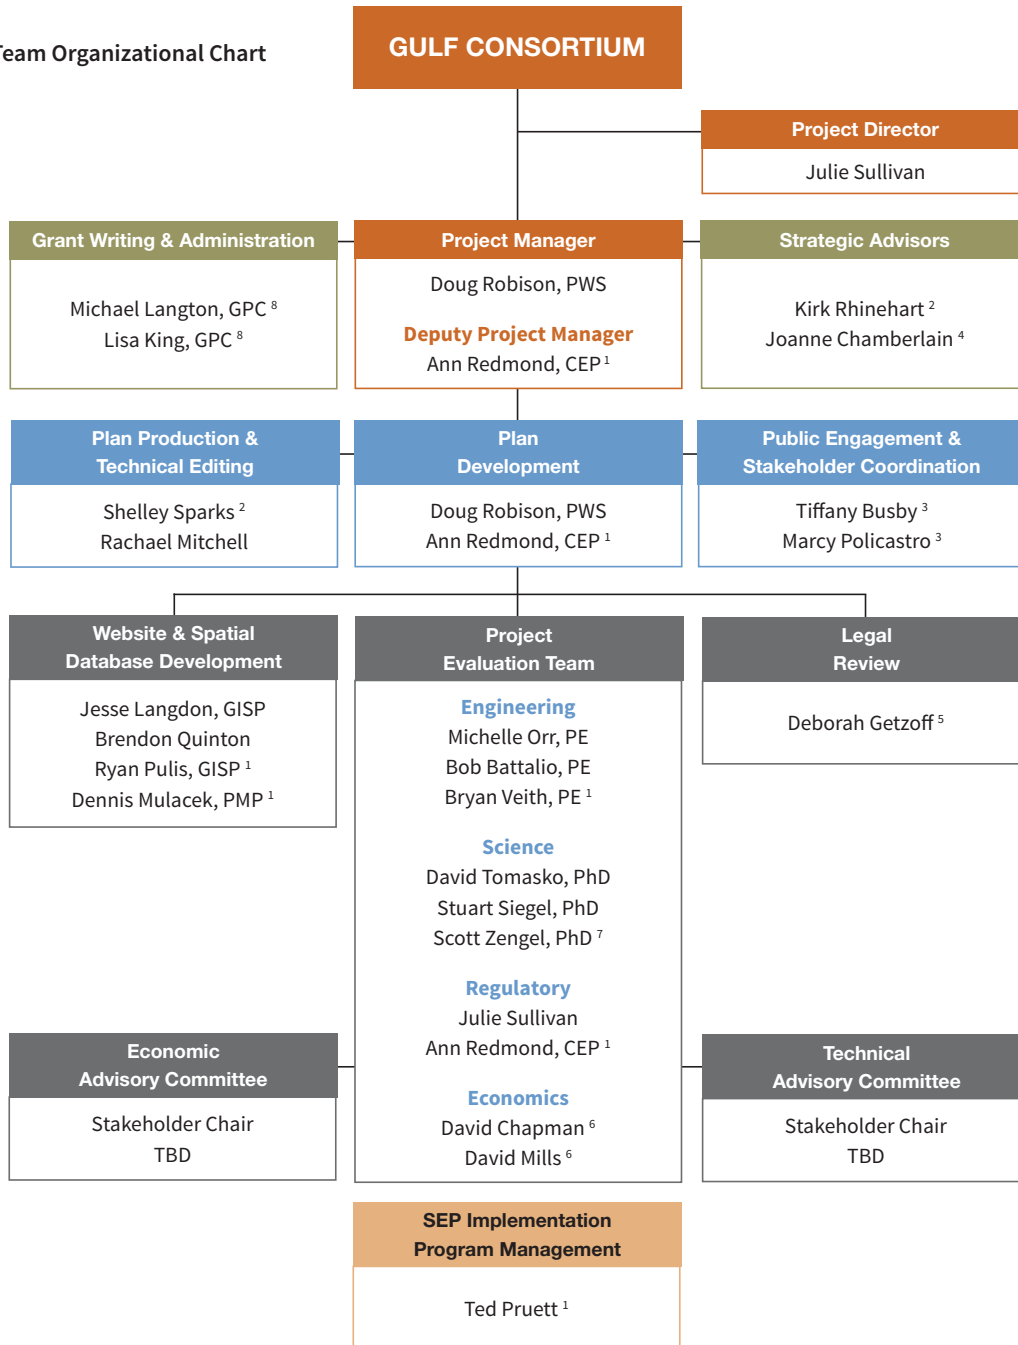 Team Organizational Chart
GULF CONSORTIUM
Project Director
Julie Sullivan
Grant Writing & Administration
Michael Langton, GPC 8
Lisa King, GPC 8
Project Manager
Doug Robison, PWS
Deputy Project Manager
Ann Redmond, CEP 1
Strategic Advisors
Kirk Rhinehart 2
Joanne Chamberlain 4
Plan Production &
Technical Editing
Shelley Sparks 2
Rachael Mitchell
Plan
Development
Doug Robison, PWS
Ann Redmond, CEP 1
Public Engagement &
Stakeholder Coordination
Tiffany Busby 3
Marcy Policastro 3
Website & Spatial
Database Development
Jesse Langdon, GISP
Brendon Quinton
Ryan Pulis, GISP 1
Dennis Mulacek, PMP 1
Project
Evaluation Team
Engineering
Michelle Orr, PE
Bob Battalio, PE
Bryan Veith, PE 1
Science
David Tomasko, PhD
Stuart Siegel, PhD
Scott Zengel, PhD 7
Regulatory
Julie Sullivan
Ann Redmond, CEP 1
Economics
David Chapman 6
David Mills 6
Legal
Review
Deborah Getzoff 5
Economic
Advisory Committee
Stakeholder Chair
TBD
Technical
Advisory Committee
Stakeholder Chair
TBD
SEP Implementation
Program Management
Ted Pruett 1